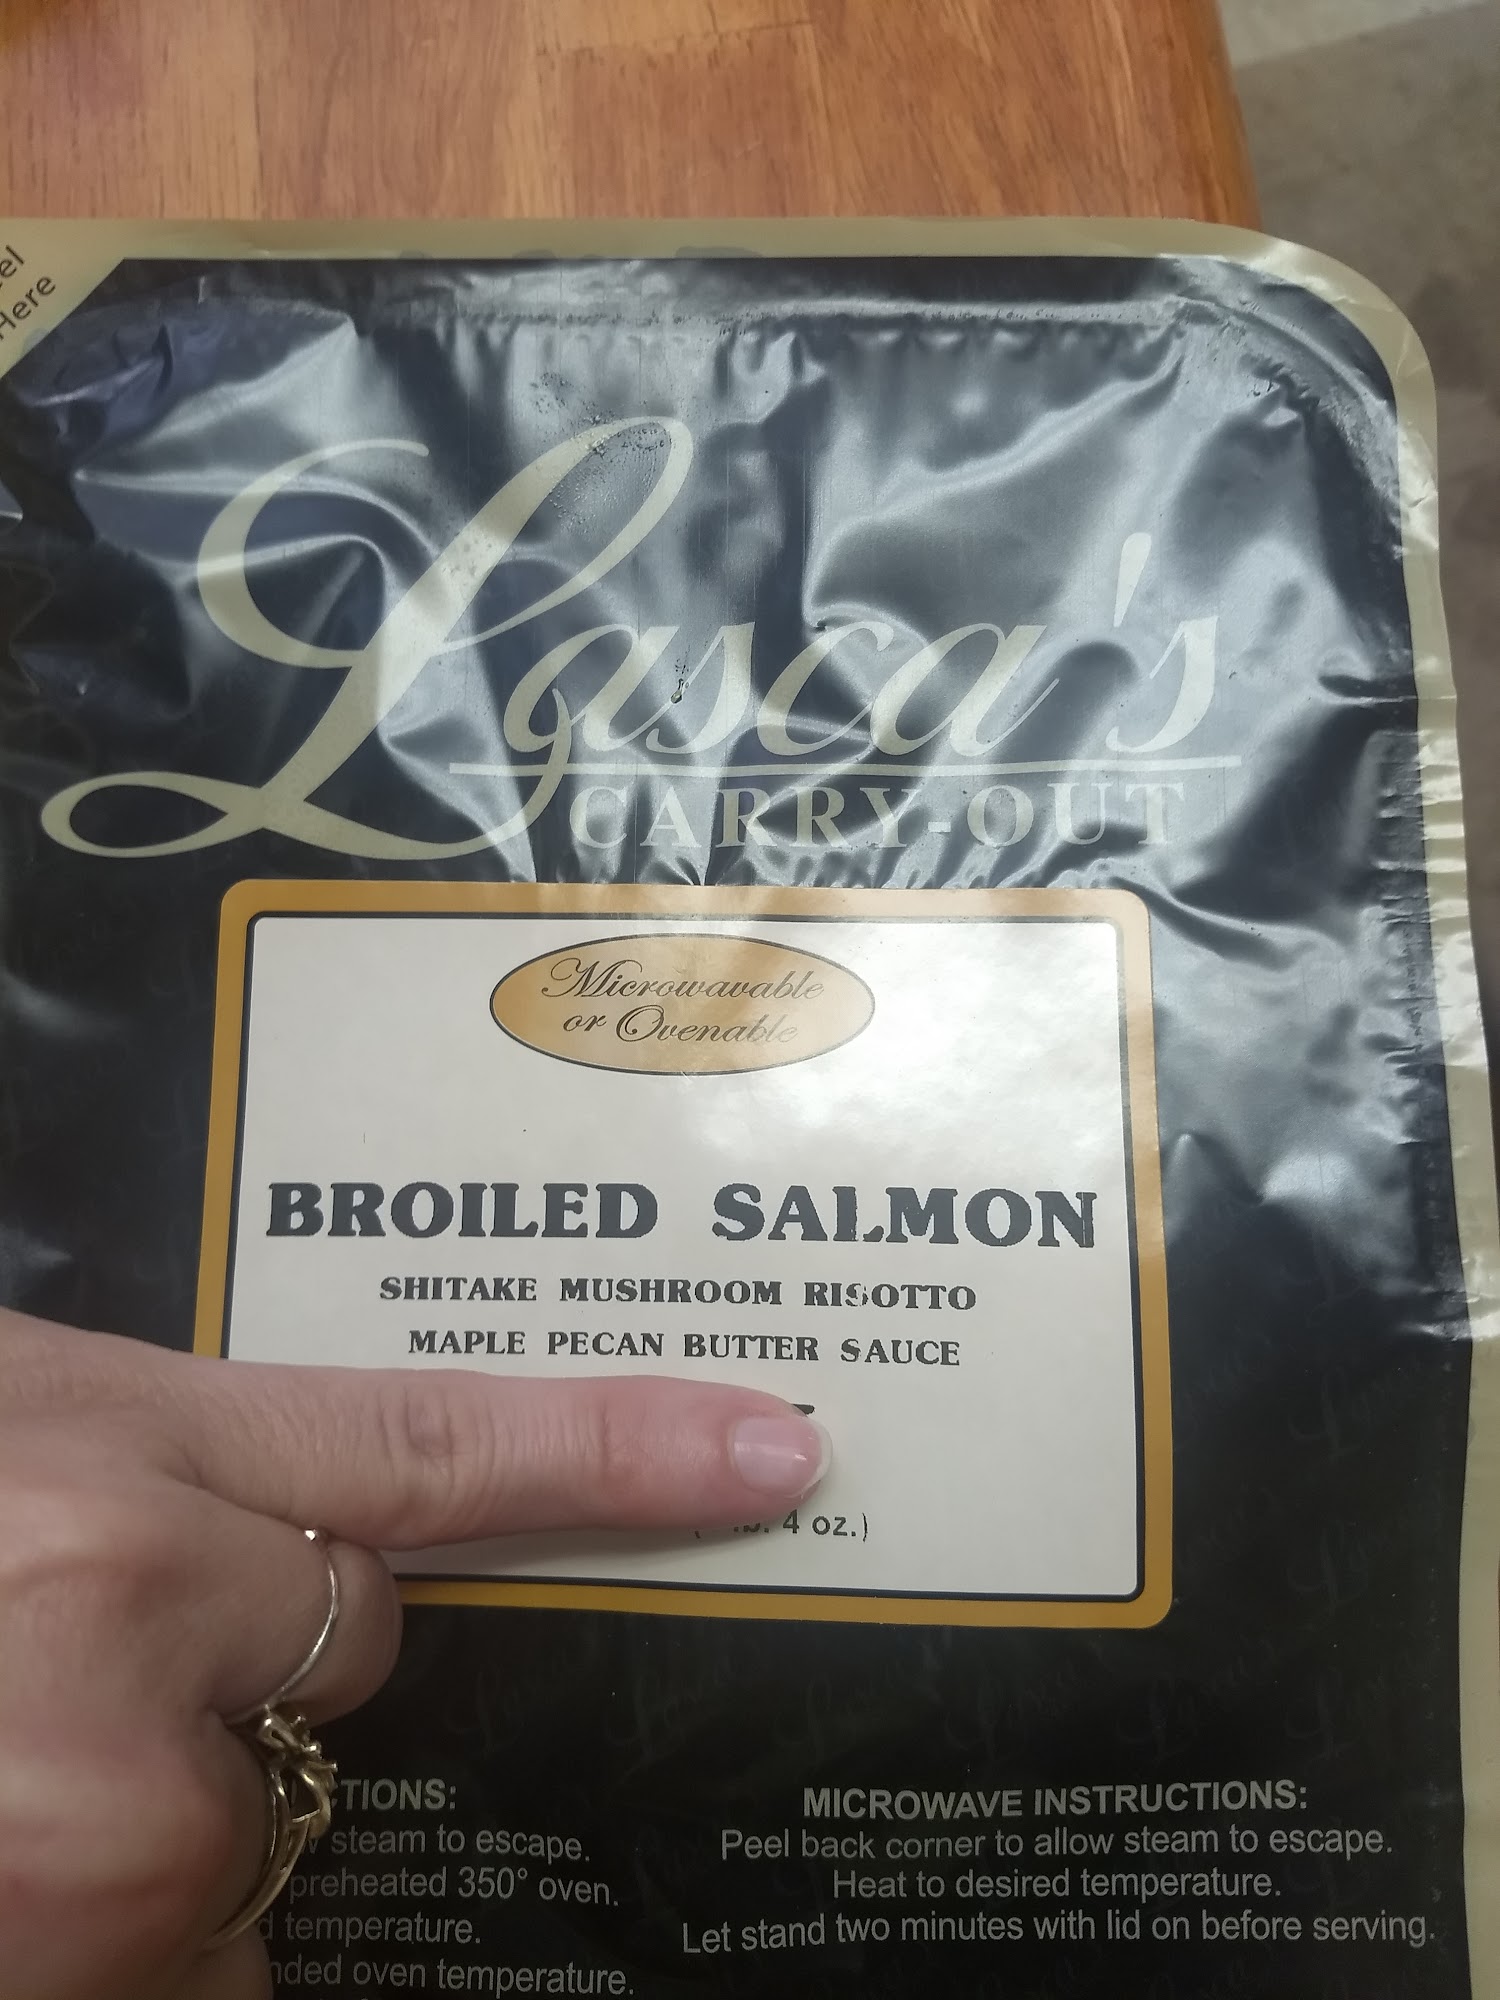 Here
Lasca's
CARRY-OUT
Microwavable
or Ovenable
BROILED SALMON
SHITAKE MUSHROOM RISOTTO
MAPLE PECAN BUTTER SAUCE
4 oz.)
MICROWAVE INSTRUCTIONS:
Peel back corner to allow steam to escape.
Heat to desired temperature.
Let stand two minutes with lid on before serving.
steam to escape.
preheated 350° oven.
temperature.
oven temperature.